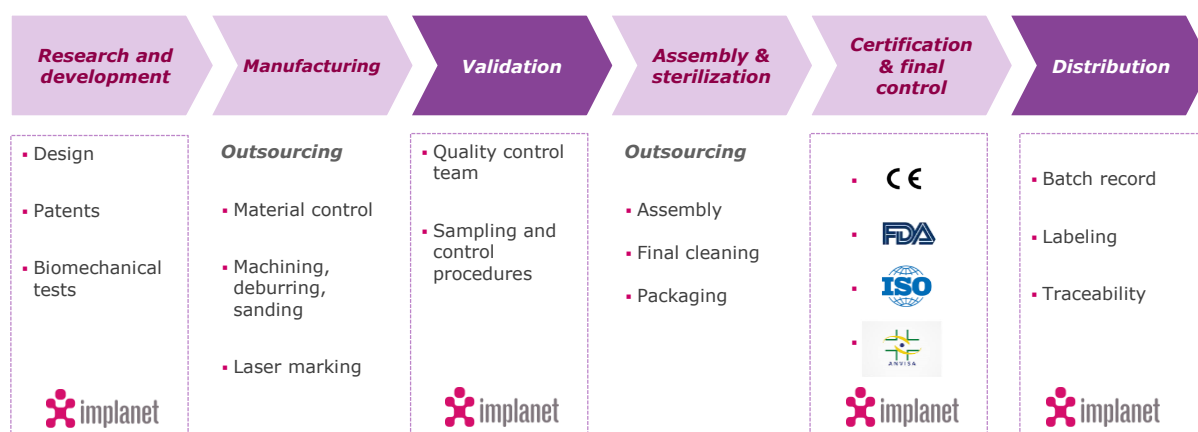 Research and
development
Manufacturing
Validation
Assembly &
sterilization
Certification
& final
control
Distribution
▪ Design
▪ Patents
▪ Biomechanical
tests
implanet
Outsourcing
▪ Material control
▪ Machining,
deburring,
sanding
▪ Laser marking
▪ Quality control
team
▪ Sampling and
control
procedures
implanet
Outsourcing
▪ Assembly
▪ Final cleaning
▪ Packaging
▪ CE
▪ FDA
▪ ISO
▪ ANVISA
implanet
▪ Batch record
▪ Labeling
▪ Traceability
implanet